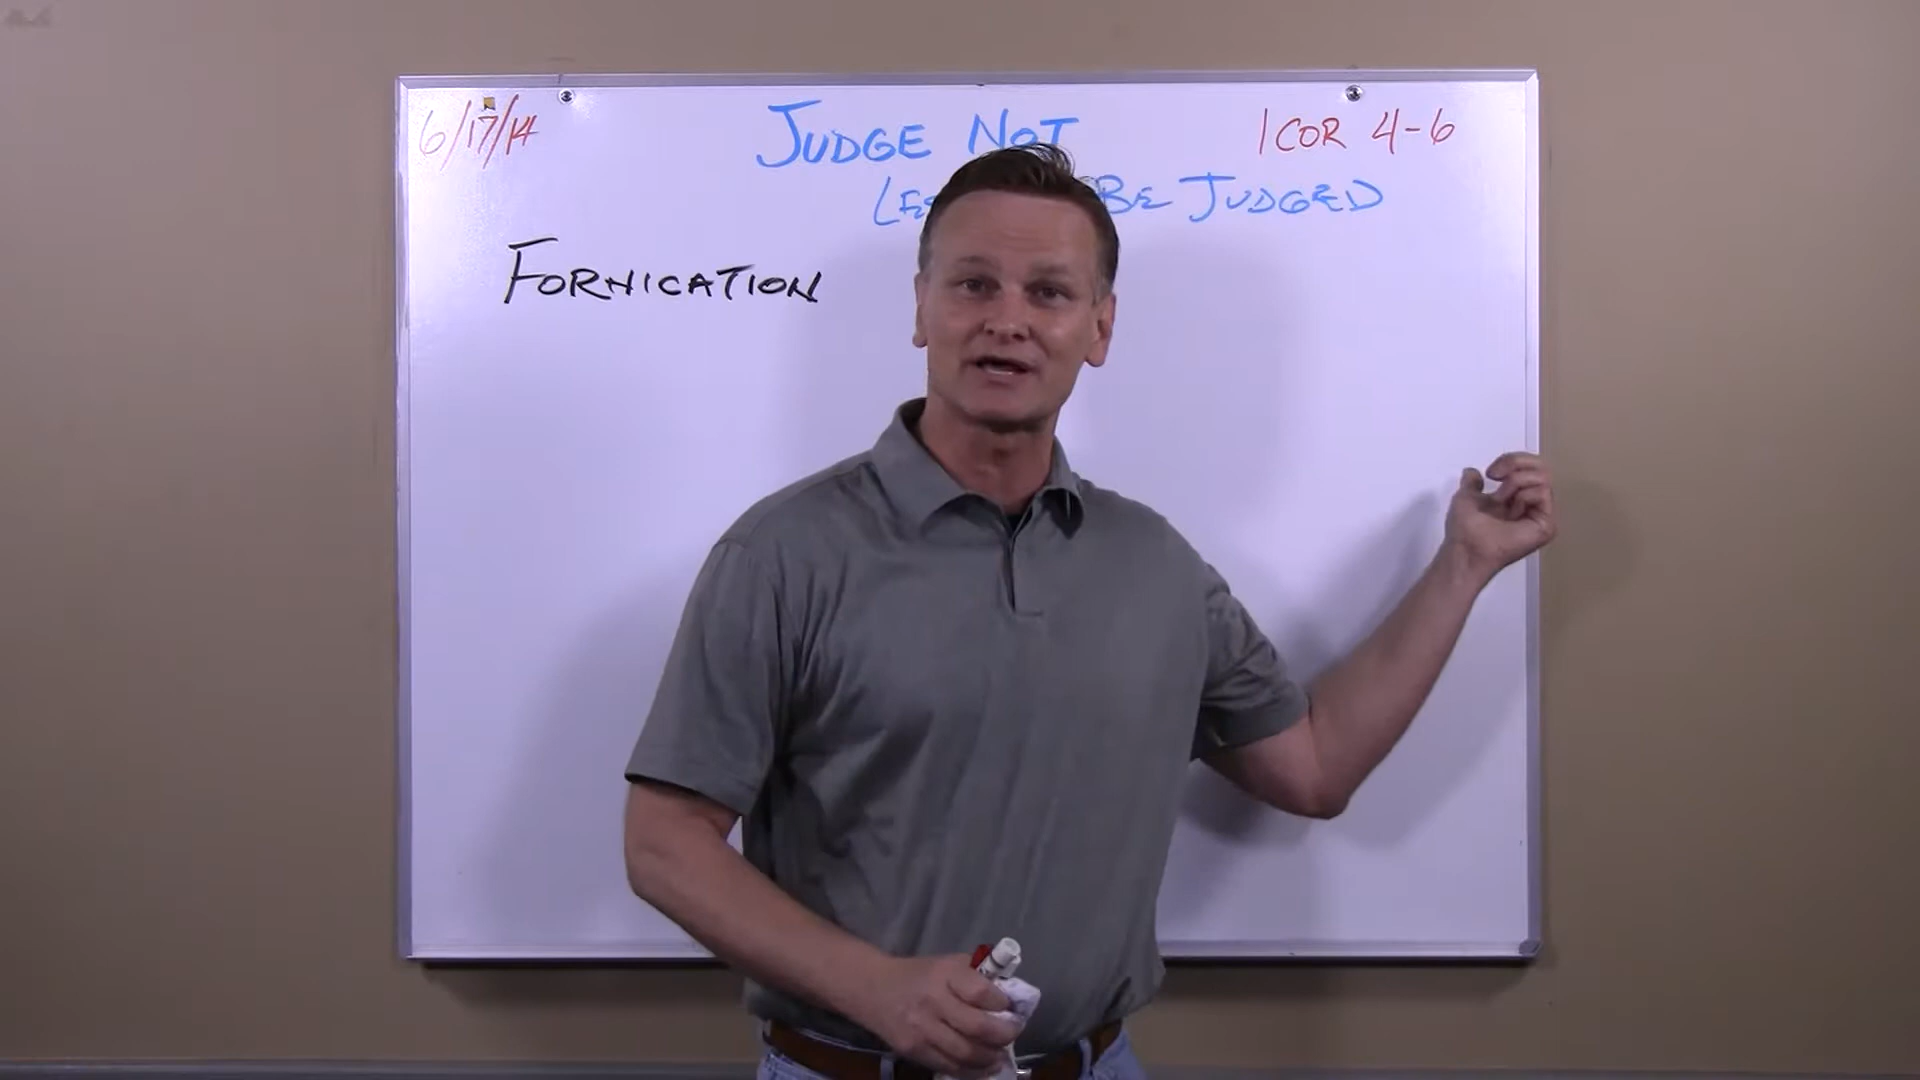 6/17/14
JUDGE NOT
1 COR 4-6
BE JUDGED
FORNICATION